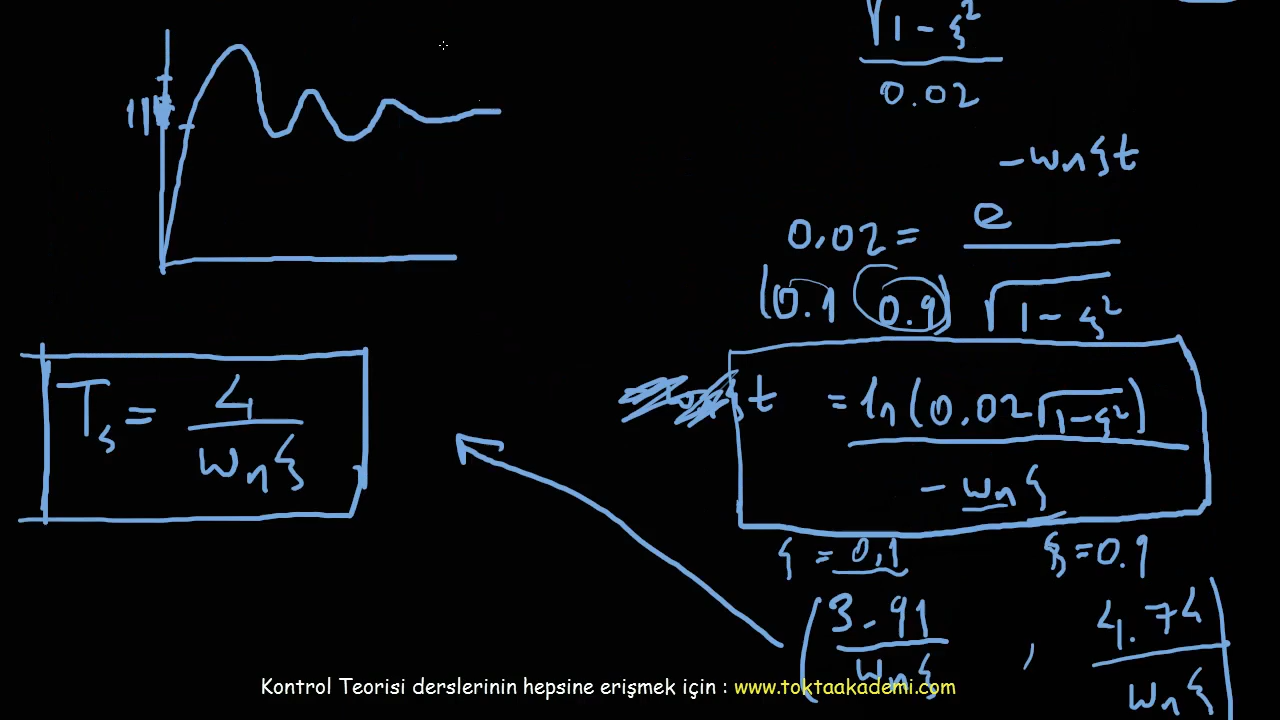 √1-ξ²
0.02
-wnξt
0.02 = e
(0.1 0.9) √1-ξ²
Ts = 4
wnξ
t = ln(0.02√1-ξ²)
-wnξ
ξ = 0.1 ξ = 0.9
(3.91 , 4.74)
wnξ wnξ
Kontrol Teorisi derslerinin hepsine erişmek için : www.toktaakademi.com